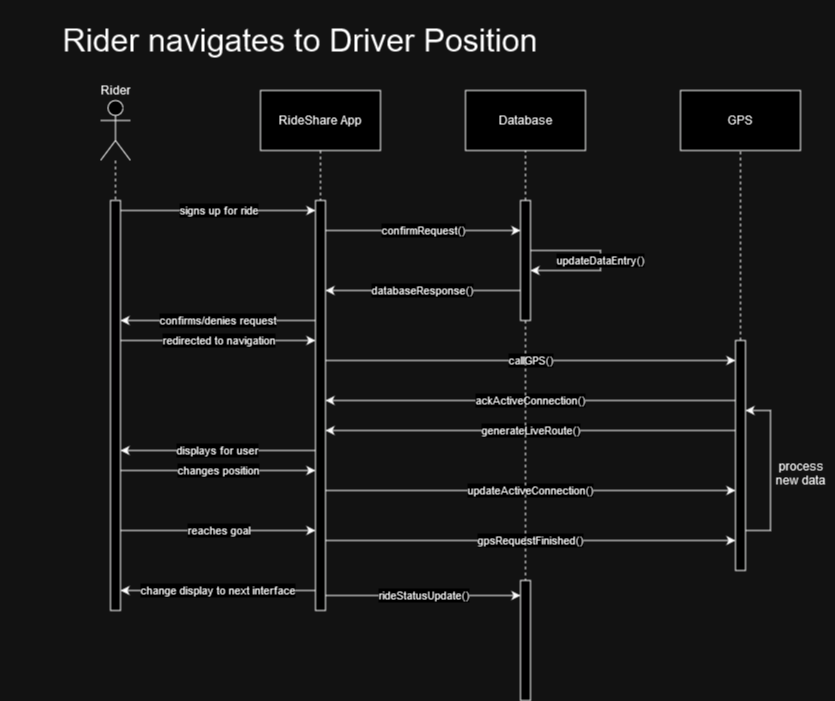 Rider navigates to Driver Position
Rider
RideShare App
Database
GPS
signs up for ride
confirmRequest()
updateDataEntry()
databaseResponse()
confirms/denies request
redirected to navigation
callGPS()
ackActiveConnection()
generateLiveRoute()
displays for user
changes position
process
new data
updateActiveConnection()
reaches goal
gpsRequestFinished()
change display to next interface
rideStatusUpdate()